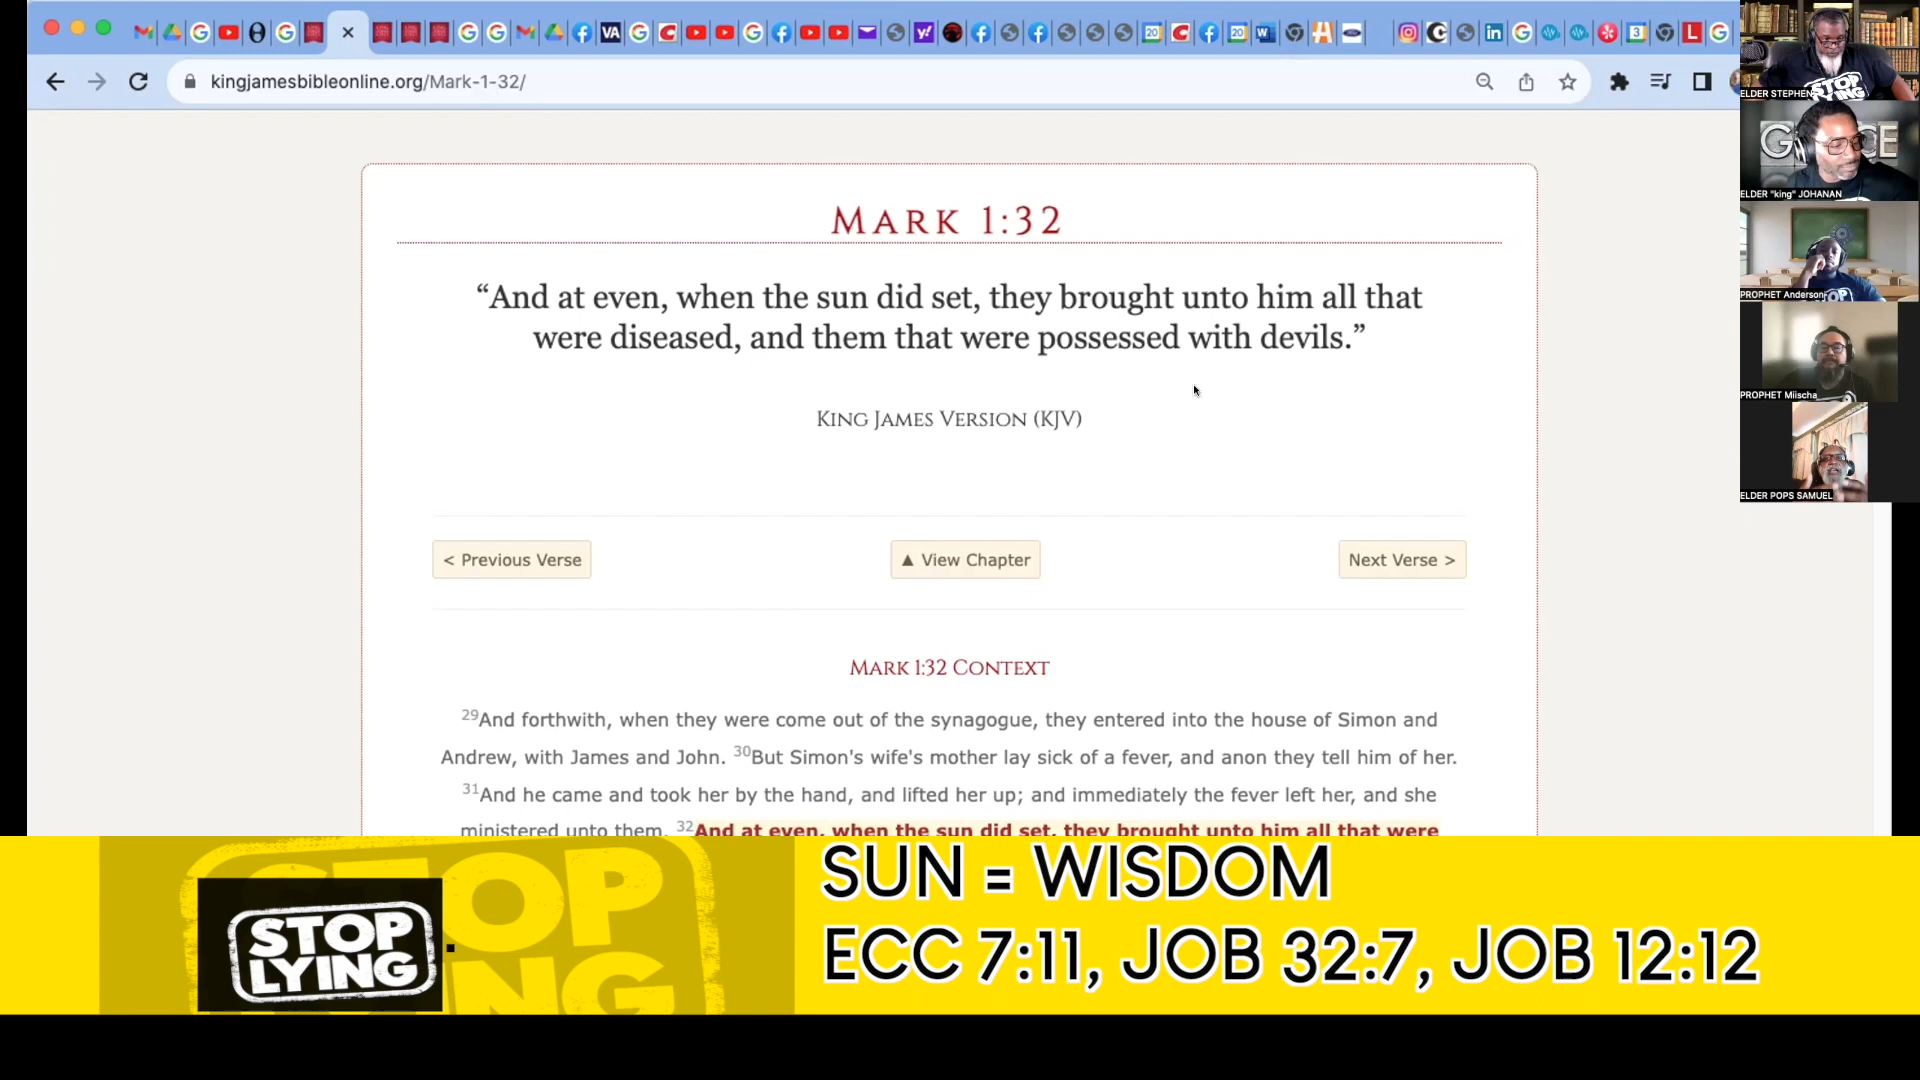 kingjamesbibleonline.org/Mark-1-32/
MARK 1:32
“And at even, when the sun did set, they brought unto him all that
were diseased, and them that were possessed with devils.”
KING JAMES VERSION (KJV)
< Previous Verse
▲ View Chapter
Next Verse >
MARK 1:32 CONTEXT
29And forthwith, when they were come out of the synagogue, they entered into the house of Simon and
Andrew, with James and John. 30But Simon's wife's mother lay sick of a fever, and anon they tell him of her.
31And he came and took her by the hand, and lifted her up; and immediately the fever left her, and she
ministered unto them. 32And at even, when the sun did set, they brought unto him all that were
ELDER STEPHEN
STOP
LYING
ELDER "king" JOHANAN
PROPHET Anderson
PROPHET Miischa
ELDER POPS SAMUEL
STOP
LYING
STOP
LYING
SUN = WISDOM
ECC 7:11, JOB 32:7, JOB 12:12